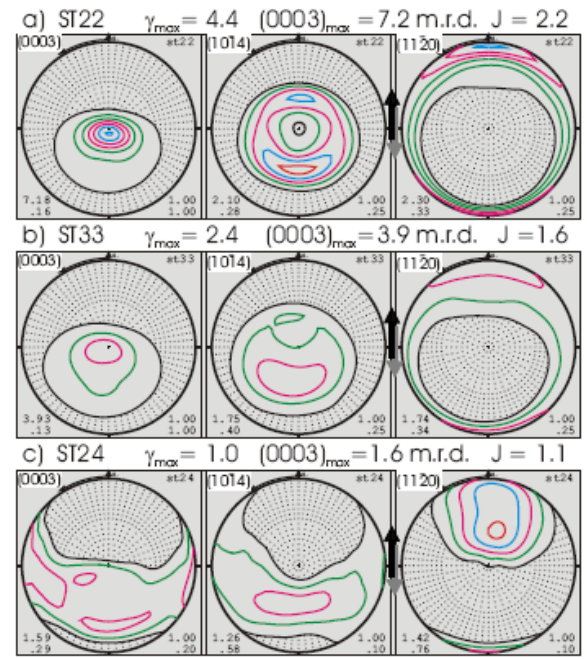 a) ST22 γmax = 4.4 (0003)max = 7.2 m.r.d. J = 2.2
(0003) st22 (101̄4) st22 (112̄0) st22
7.18 1.00 2.10 1.00 2.30 1.00
.16 1.00 .28 .25 .33 .25
b) ST33 γmax = 2.4 (0003)max = 3.9 m.r.d. J = 1.6
(0003) st33 (101̄4) st33 (112̄0) st33
3.93 1.00 1.75 1.00 1.74 1.00
.13 1.00 .40 .25 .34 .25
c) ST24 γmax = 1.0 (0003)max = 1.6 m.r.d. J = 1.1
(0003) st24 (101̄4) st24 (112̄0) st24
1.59 1.00 1.26 1.00 1.42 1.00
.29 .20 .58 .10 .76 .10